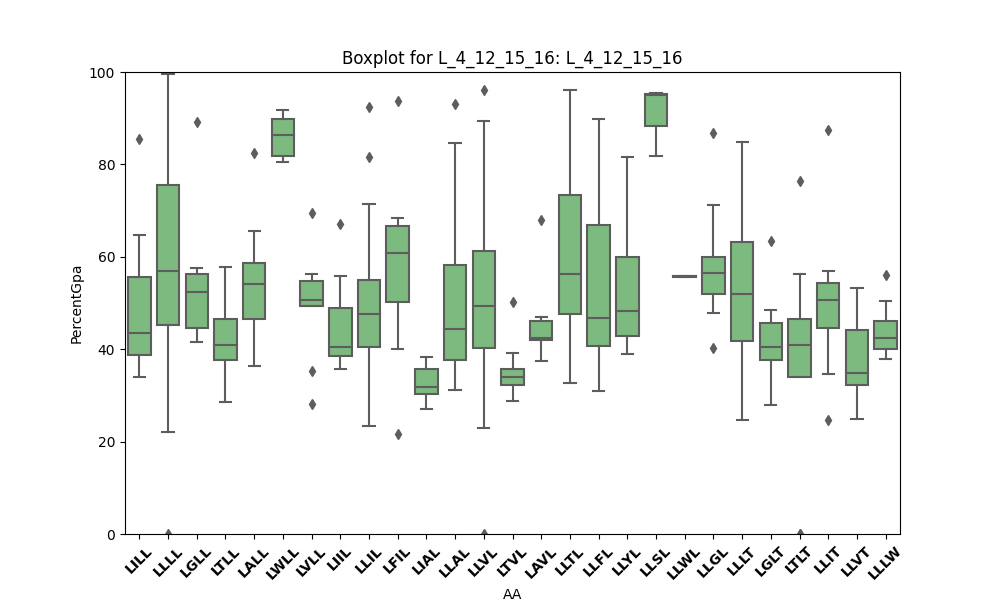 Boxplot for L_4_12_15_16: L_4_12_15_16
100
80
60
40
20
0
PercentGpa
LILL LLLL LGLL LTLL LALL LWLL LVLL LIIL LLIL LFIL LIAL LLAL LLVL LTVL LAVL LLTL LLFL LLYL LLSL LLWL LLGL LLLT LGLT LTLT LLIT LLVT LLLW
AA